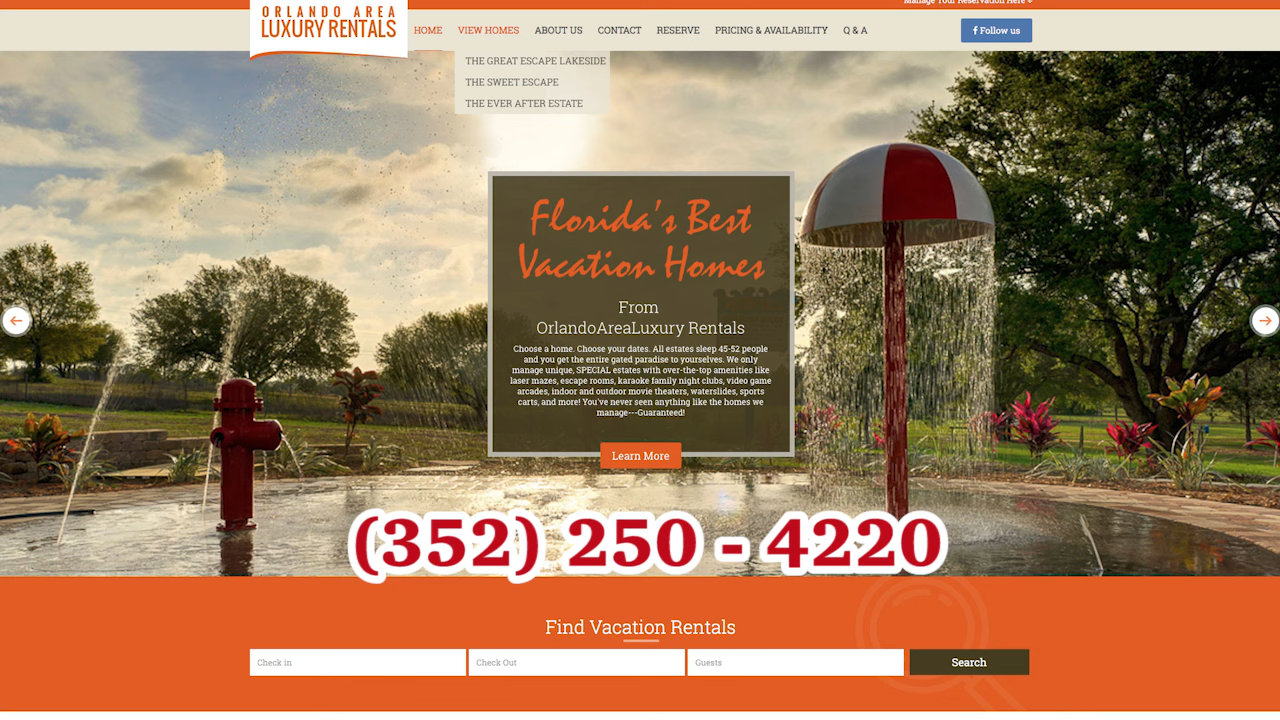 Manage Your Reservation Here
ORLANDO AREA
LUXURY RENTALS
HOME
VIEW HOMES
ABOUT US
CONTACT
RESERVE
PRICING & AVAILABILITY
Q & A
Follow us
THE GREAT ESCAPE LAKESIDE
THE SWEET ESCAPE
THE EVER AFTER ESTATE
Florida's Best
Vacation Homes
From
OrlandoAreaLuxury Rentals
Choose a home. Choose your dates. All estates sleep 45-52 people
and you get the entire gated paradise to yourselves. We only
manage unique, SPECIAL estates with over-the-top amenities like
laser mazes, escape rooms, karaoke family night clubs, video game
arcades, indoor and outdoor movie theaters, waterslides, sports
carts, and more! You've never seen anything like the homes we
manage---Guaranteed!
Learn More
(352) 250 - 4220
Find Vacation Rentals
Check in
Check Out
Guests
Search